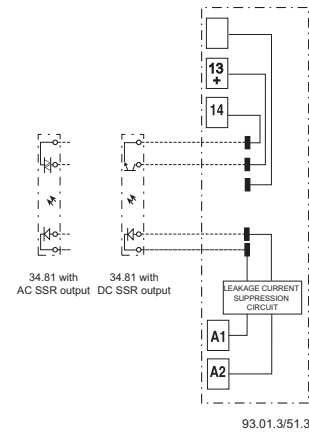 13
+
14
34.81 with
AC SSR output
34.81 with
DC SSR output
LEAKAGE CURRENT
SUPPRESSION
CIRCUIT
A1
A2
93.01.3/51.3